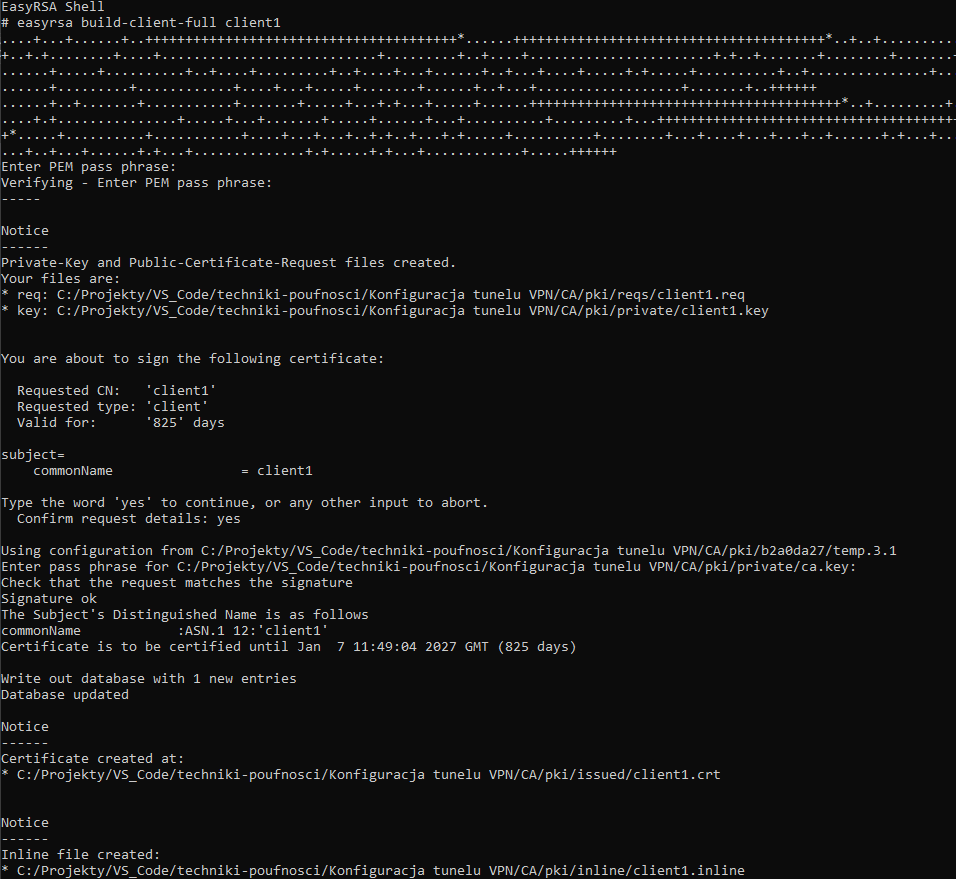 EasyRSA Shell
# easyrsa build-client-full client1
Enter PEM pass phrase:
Verifying - Enter PEM pass phrase:
-----
Notice
------
Private-Key and Public-Certificate-Request files created.
Your files are:
* req: C:/Projekty/VS_Code/techniki-poufnosci/Konfiguracja tunelu VPN/CA/pki/reqs/client1.req
* key: C:/Projekty/VS_Code/techniki-poufnosci/Konfiguracja tunelu VPN/CA/pki/private/client1.key
You are about to sign the following certificate:
Requested CN: 'client1'
Requested type: 'client'
Valid for: '825' days
subject=
commonName = client1
Type the word 'yes' to continue, or any other input to abort.
Confirm request details: yes
Using configuration from C:/Projekty/VS_Code/techniki-poufnosci/Konfiguracja tunelu VPN/CA/pki/b2a0da27/temp.3.1
Enter pass phrase for C:/Projekty/VS_Code/techniki-poufnosci/Konfiguracja tunelu VPN/CA/pki/private/ca.key:
Check that the request matches the signature
Signature ok
The Subject's Distinguished Name is as follows
commonName :ASN.1 12:'client1'
Certificate is to be certified until Jan 7 11:49:04 2027 GMT (825 days)
Write out database with 1 new entries
Database updated
Notice
------
Certificate created at:
* C:/Projekty/VS_Code/techniki-poufnosci/Konfiguracja tunelu VPN/CA/pki/issued/client1.crt
Notice
------
Inline file created:
* C:/Projekty/VS_Code/techniki-poufnosci/Konfiguracja tunelu VPN/CA/pki/inline/client1.inline